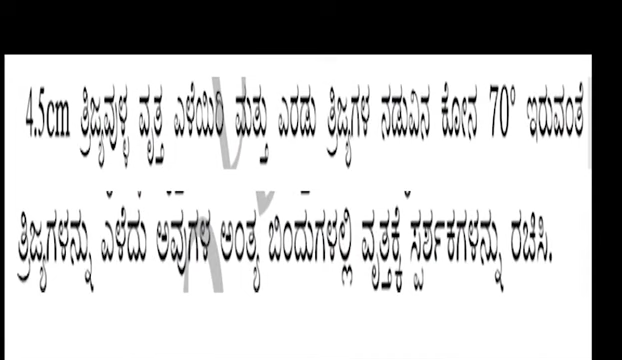 4.5cm ತ್ರಿಜ್ಯವುಳ್ಳ ವೃತ್ತ ಎಳೆಯಿರಿ ಮತ್ತು ಎರಡು ತ್ರಿಜ್ಯಗಳ ನಡುವಿನ ಕೋನ 70° ಇರುವಂತೆ
ತ್ರಿಜ್ಯಗಳನ್ನು ಎಳೆದು ಅವುಗಳ ಅಂತ್ಯ ಬಿಂದುಗಳಲ್ಲಿ ವೃತ್ತಕ್ಕೆ ಸ್ಪರ್ಶಕಗಳನ್ನು ರಚಿಸಿ.